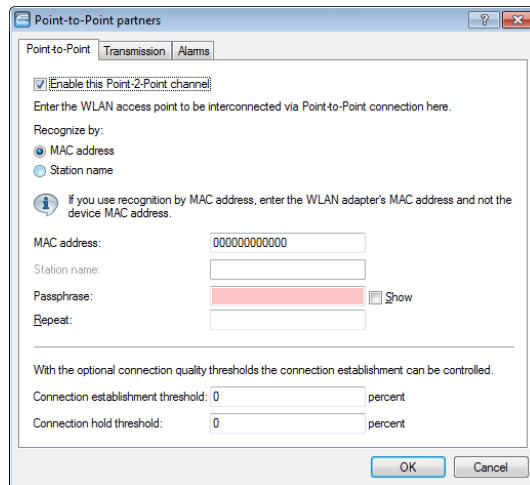 Point-to-Point partners
Point-to-Point Transmission Alarms
Enable this Point-2-Point channel
Enter the WLAN access point to be interconnected via Point-to-Point connection here.
Recognize by:
MAC address
Station name
If you use recognition by MAC address, enter the WLAN adapter's MAC address and not the
device MAC address.
MAC address: 000000000000
Station name:
Passphrase: Show
Repeat:
With the optional connection quality thresholds the connection establishment can be controlled.
Connection establishment threshold: 0 percent
Connection hold threshold: 0 percent
OK Cancel